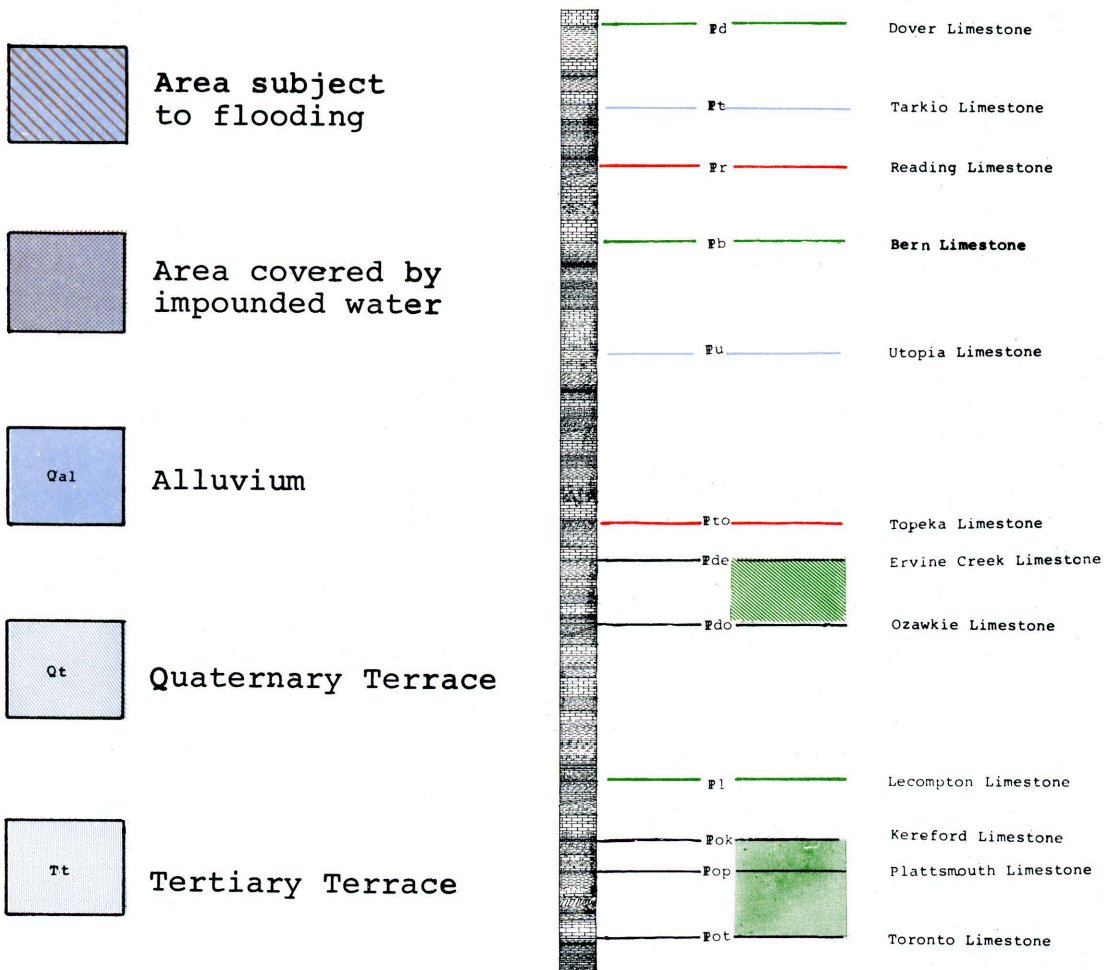 Area subject
to flooding
Area covered by
impounded water
Qal
Alluvium
Qt
Quaternary Terrace
Tt
Tertiary Terrace
Pd Dover Limestone
Pt Tarkio Limestone
Pr Reading Limestone
Pb Bern Limestone
Pu Utopia Limestone
Pto Topeka Limestone
Pde Ervine Creek Limestone
Pdo Ozawkie Limestone
Pl Lecompton Limestone
Pok Kereford Limestone
Pop Plattsmouth Limestone
Pot Toronto Limestone